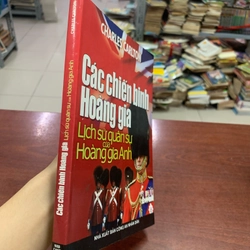 CHARLES CARLTON
Các chiến binh
Hoàng gia
Lịch sử quân sự
của
Hoàng gia Anh
NHÀ XUẤT BẢN CÔNG AN NHÂN DÂN
Các chiến binh Hoàng gia
Lịch sử quân sự của Hoàng gia Anh